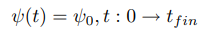 ψ(t) = ψ₀, t : 0 → t_fin